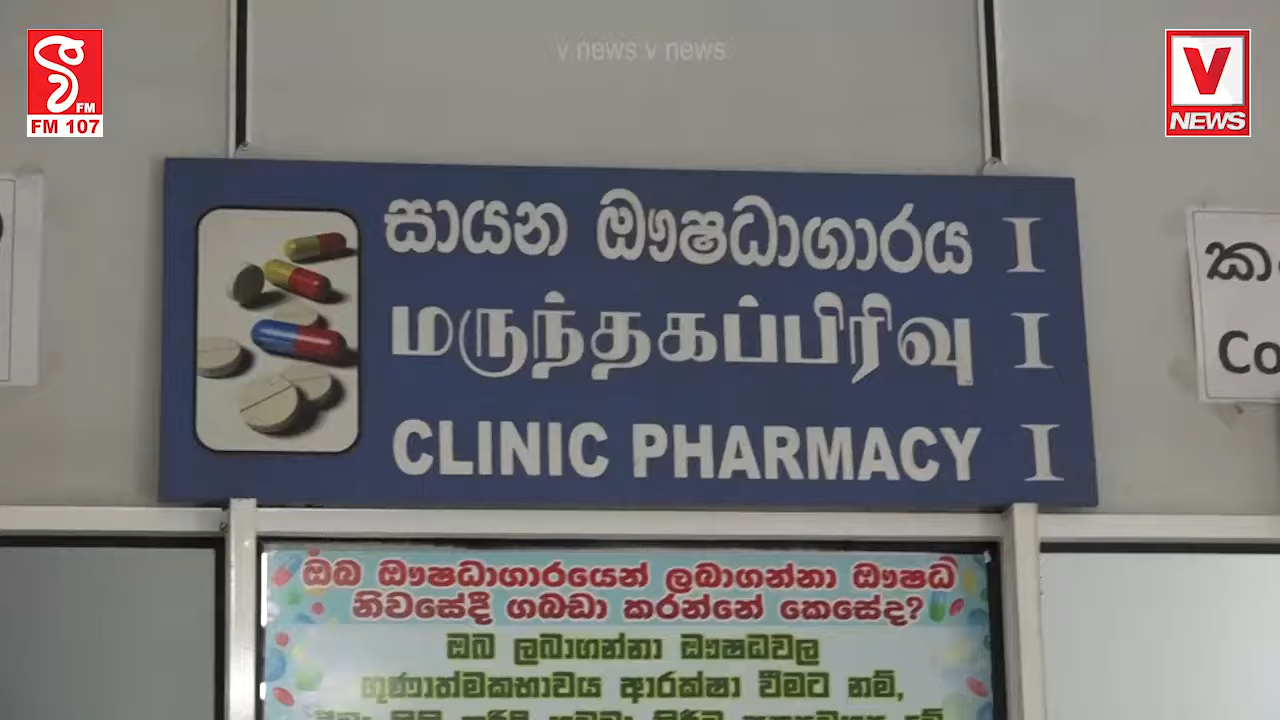 v news v news
FM
FM 107
V
NEWS
සායන ඖෂධාගාරය I
மருந்தகப்பிரிவு I
CLINIC PHARMACY I
Co
ඔබ ඖෂධාගාරයෙන් ලබාගන්නා ඖෂධ
නිවසේදී ගබඩා කරන්නේ කෙසේද?
ඔබ ලබාගන්නා ඖෂධවල
ගුණාත්මකභාවය ආරක්ෂා වීමට නම්,